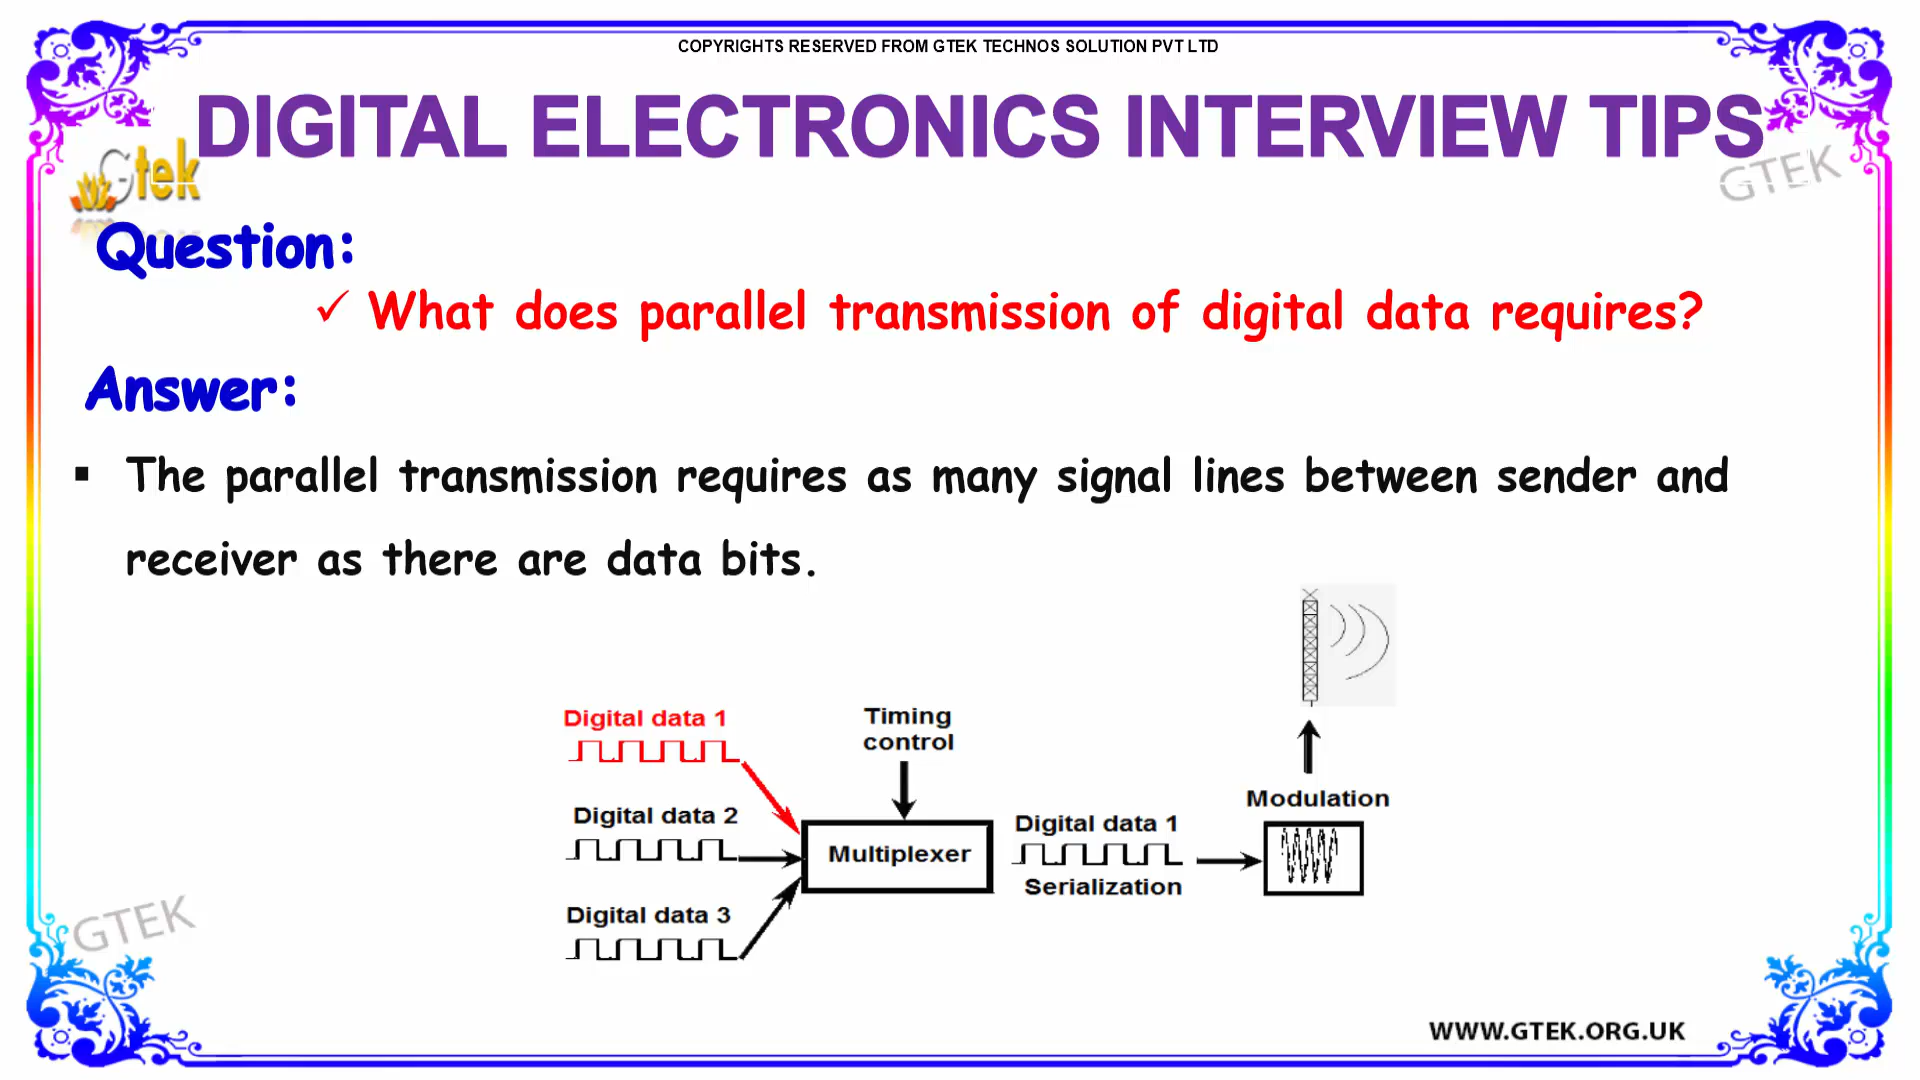 COPYRIGHTS RESERVED FROM GTEK TECHNOS SOLUTION PVT LTD
DIGITAL ELECTRONICS INTERVIEW TIPS
Gtek
GTEK
Question:
✓ What does parallel transmission of digital data requires?
Answer:
▪ The parallel transmission requires as many signal lines between sender and
receiver as there are data bits.
Digital data 1
Timing
control
Digital data 2
Multiplexer
Digital data 1
Serialization
Modulation
Digital data 3
GTEK
WWW.GTEK.ORG.UK